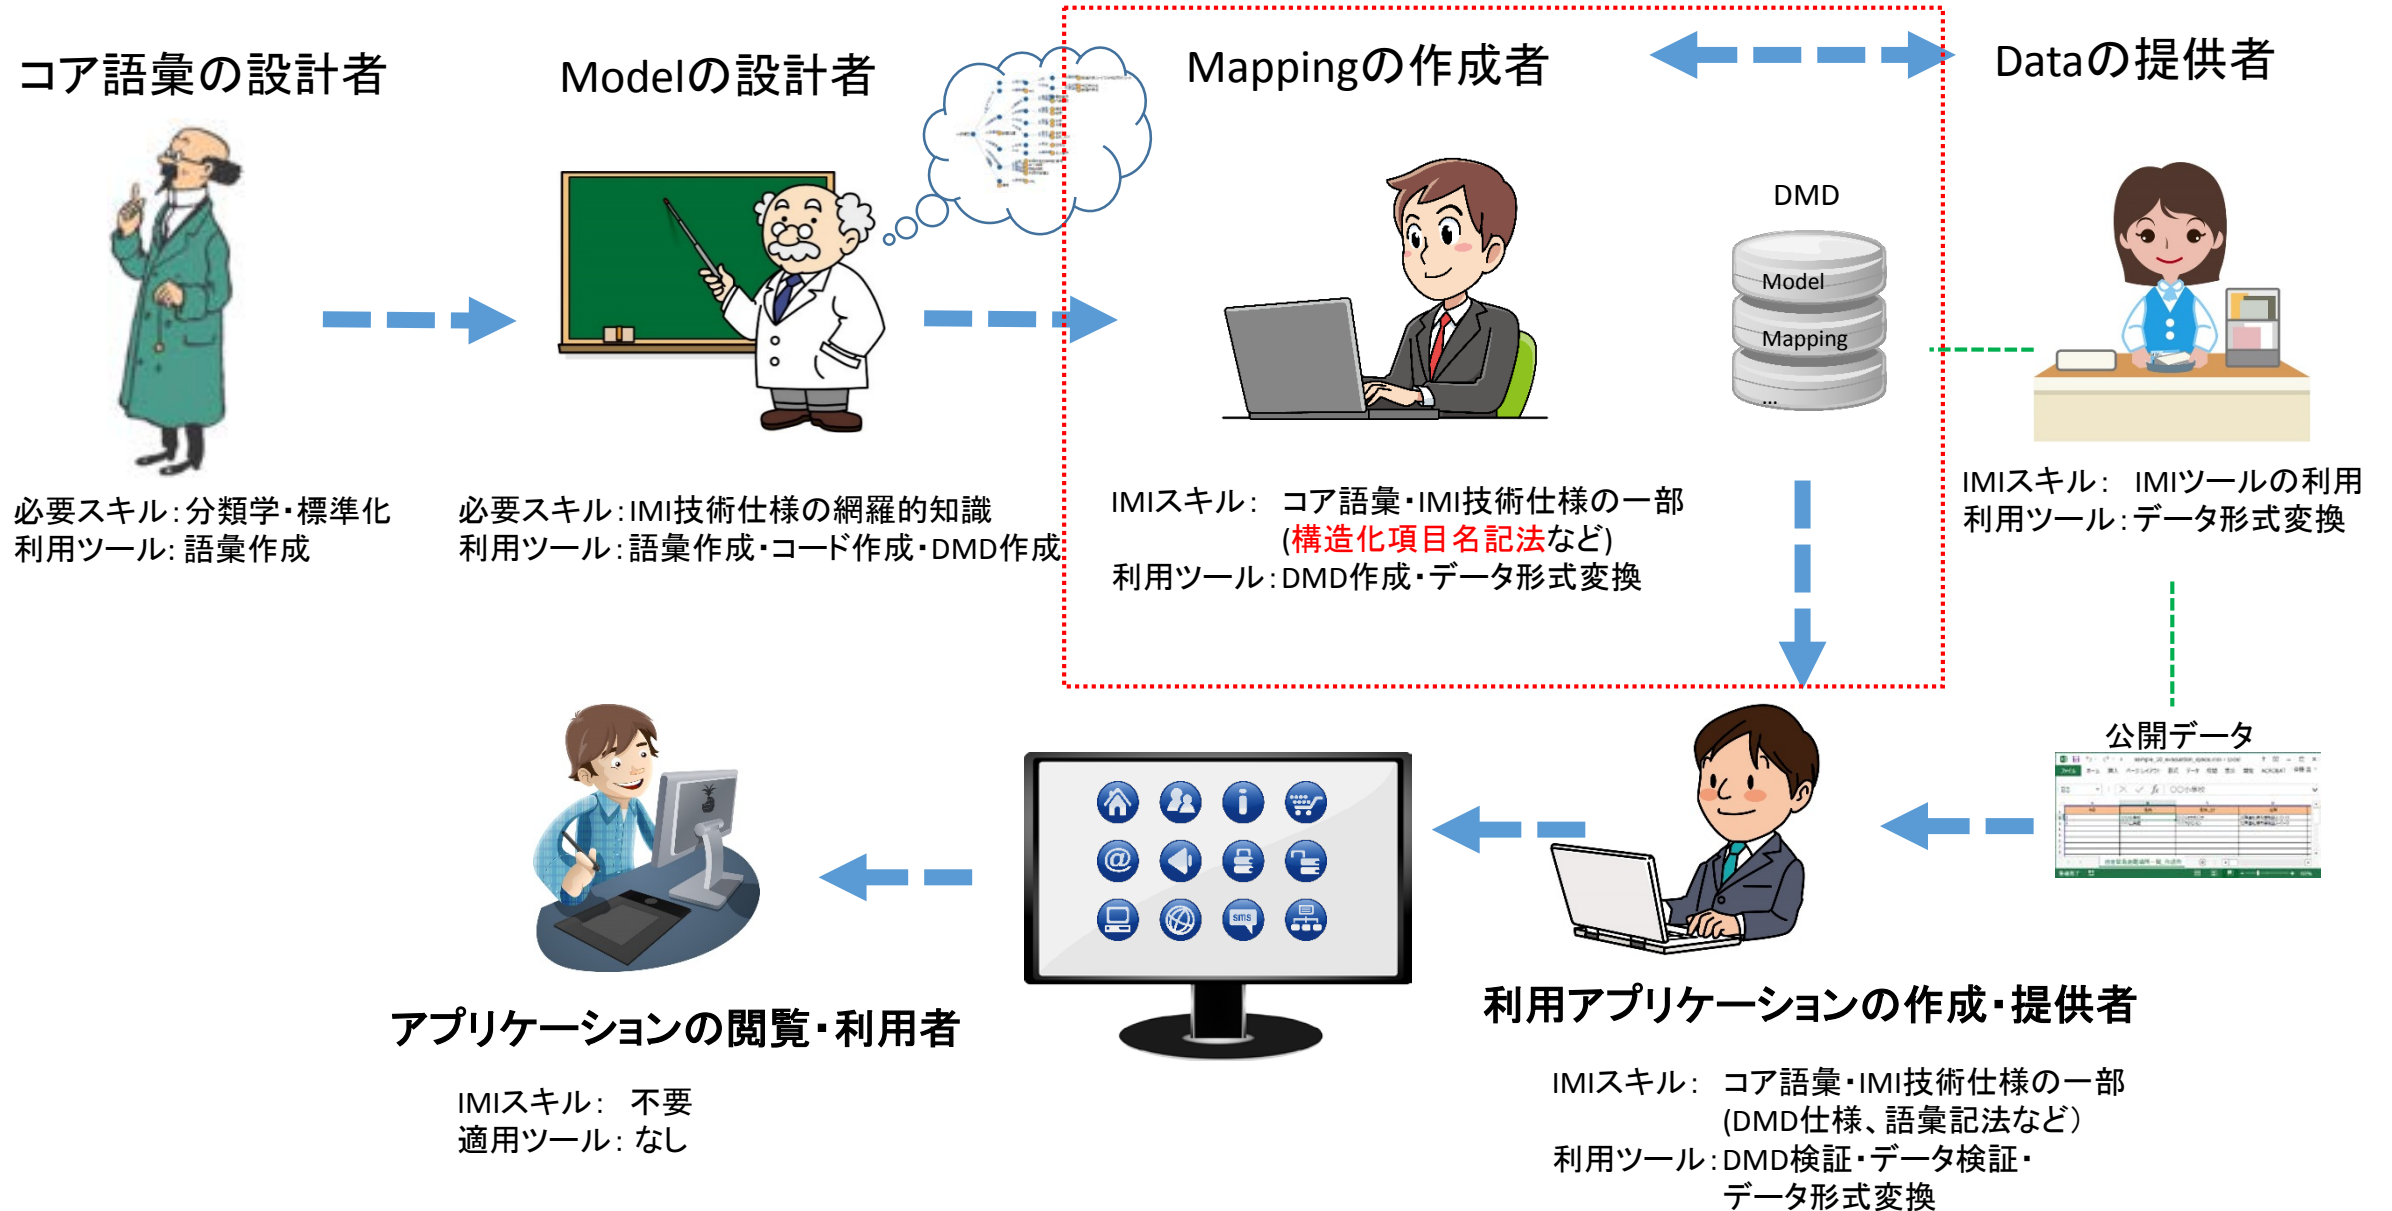 コア語彙の設計者
Modelの設計者
Mappingの作成者
Dataの提供者
DMD
Model
Mapping
...
必要スキル：分類学・標準化
利用ツール：語彙作成
必要スキル：IMI技術仕様の網羅的知識
利用ツール：語彙作成・コード作成・DMD作成
IMIスキル：　コア語彙・IMI技術仕様の一部
(構造化項目名記法など)
利用ツール：DMD作成・データ形式変換
IMIスキル：　IMIツールの利用
利用ツール：データ形式変換
公開データ
sms
アプリケーションの閲覧・利用者
IMIスキル：　不要
適用ツール：なし
利用アプリケーションの作成・提供者
IMIスキル：　コア語彙・IMI技術仕様の一部
(DMD仕様、語彙記法など）
利用ツール：DMD検証・データ検証・
データ形式変換